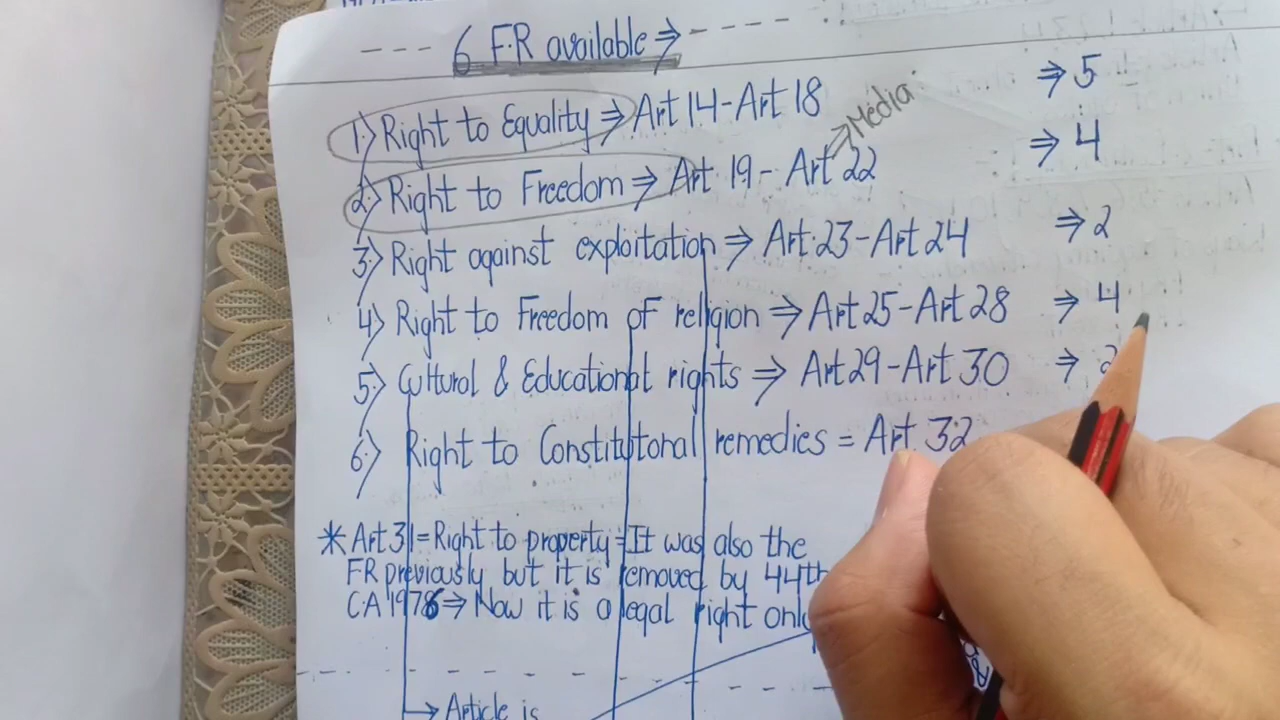 6 F.R available ⇒
1.> Right to Equality ⇒ Art 14-Art 18 ⇒ 5
→ Media
2.> Right to Freedom ⇒ Art. 19 - Art 22 ⇒ 4
3.> Right against exploitation ⇒ Art.23-Art 24 ⇒ 2
4.> Right to Freedom of religion ⇒ Art 25-Art 28 ⇒ 4
5.> Cultural & Educational rights ⇒ Art 29-Art 30 ⇒ 2
6.> Right to Constitutonal remedies = Art. 32
* Art 31 = Right to property = It was also the
FR previously but it is removed by 44th
C.A 1978 ⇒ Now it is a legal right only
→ Article is